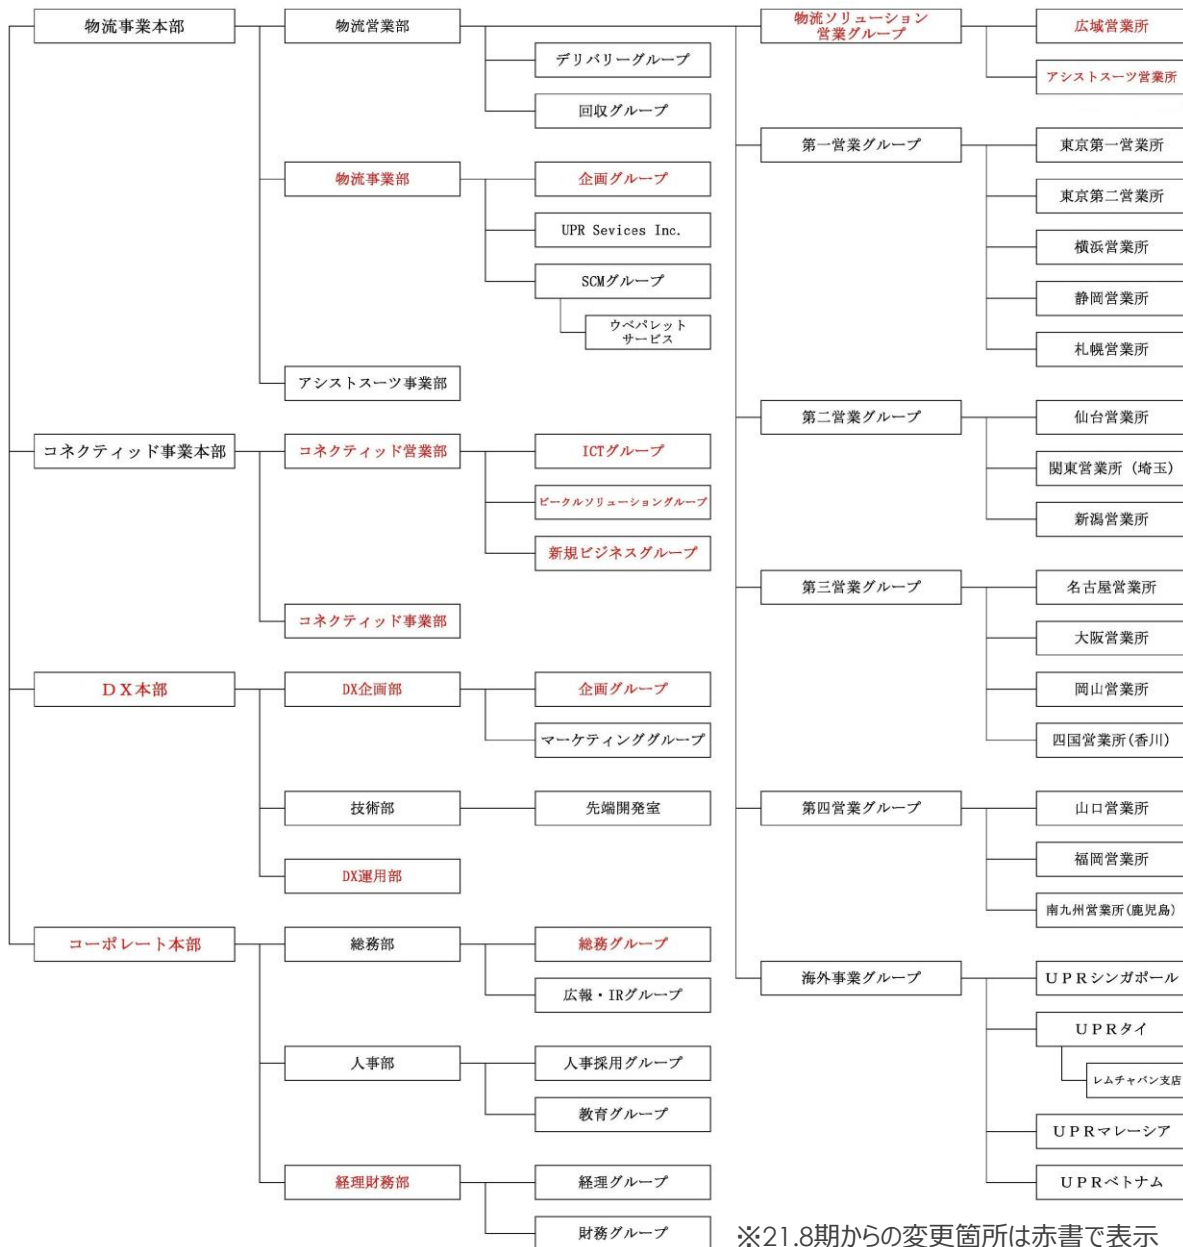 物流事業本部
物流営業部
デリバリーグループ
回収グループ
物流事業部
企画グループ
UPR Sevices Inc.
SCMグループ
ウベパレット
サービス
アシストスーツ事業部
コネクティッド事業本部
コネクティッド営業部
ICTグループ
ビークルソリューショングループ
新規ビジネスグループ
コネクティッド事業部
DX本部
DX企画部
企画グループ
マーケティンググループ
技術部
先端開発室
DX運用部
コーポレート本部
総務部
総務グループ
広報・IRグループ
人事部
人事採用グループ
教育グループ
経理財務部
経理グループ
財務グループ
物流ソリューション
営業グループ
広域営業所
アシストスーツ営業所
第一営業グループ
東京第一営業所
東京第二営業所
横浜営業所
静岡営業所
札幌営業所
第二営業グループ
仙台営業所
関東営業所(埼玉)
新潟営業所
第三営業グループ
名古屋営業所
大阪営業所
岡山営業所
四国営業所(香川)
第四営業グループ
山口営業所
福岡営業所
南九州営業所(鹿児島)
海外事業グループ
UPRシンガポール
UPRタイ
レムチャバン支店
UPRマレーシア
UPRベトナム
※21.8期からの変更箇所は赤書で表示